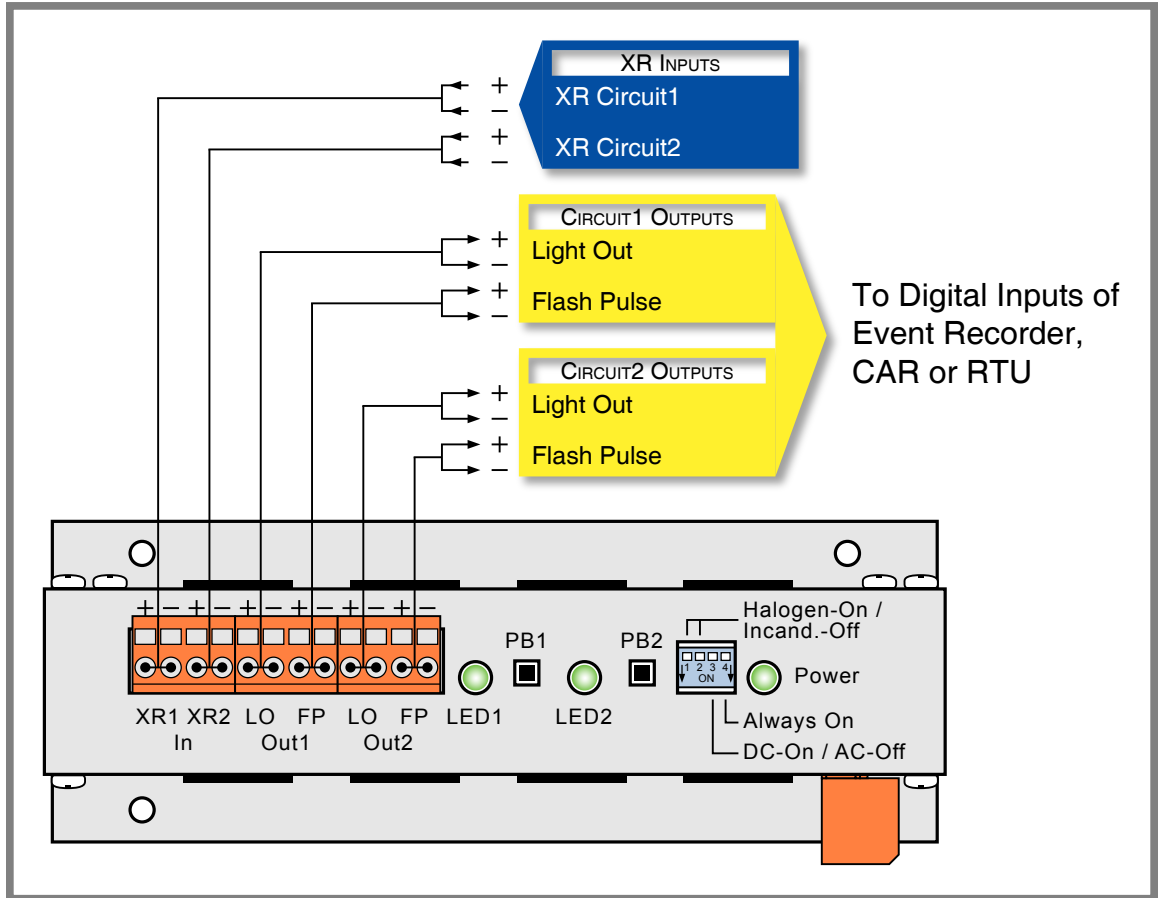 XR INPUTS
+ XR Circuit1
−
+ XR Circuit2
−
CIRCUIT1 OUTPUTS
+ Light Out
−
+ Flash Pulse
−
CIRCUIT2 OUTPUTS
+ Light Out
−
+ Flash Pulse
−
To Digital Inputs of
Event Recorder,
CAR or RTU
+ − + − + − + − + − + −
Halogen-On /
Incand.-Off
PB1
PB2
1 2 3 4
ON
Power
XR1 XR2 LO FP LO FP LED1 LED2
In Out1 Out2
Always On
DC-On / AC-Off